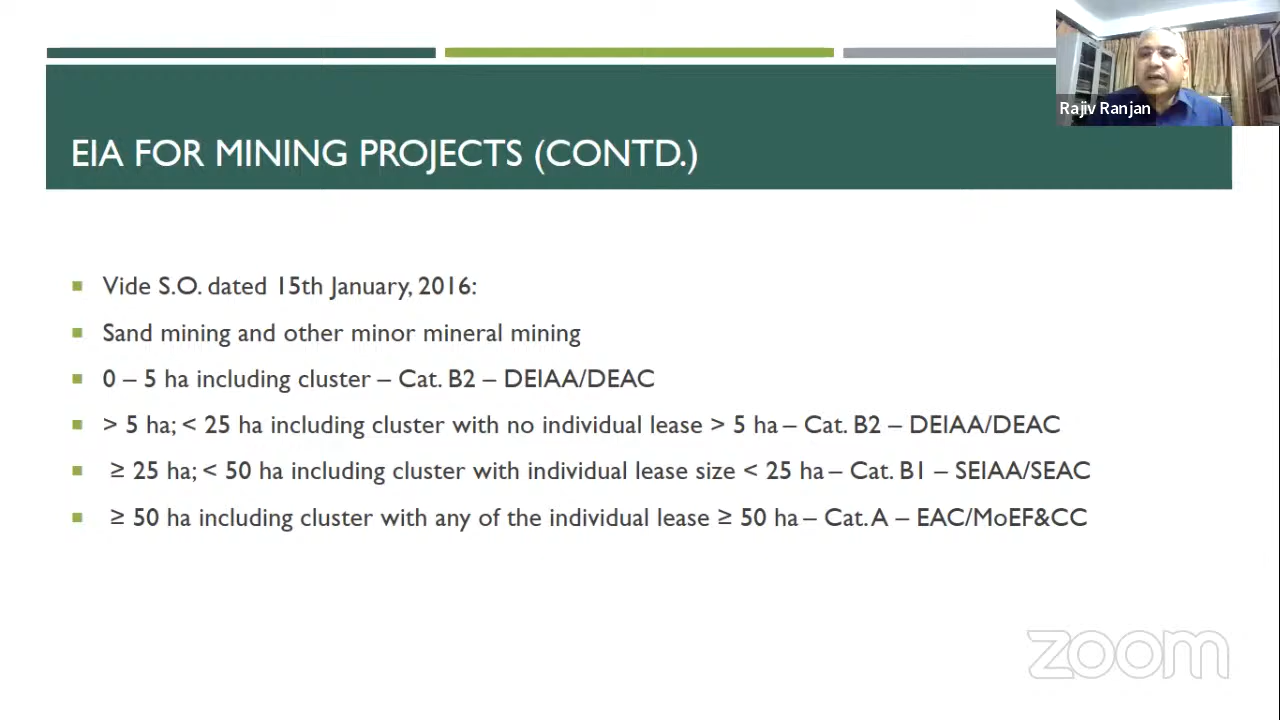 Rajiv Ranjan
EIA FOR MINING PROJECTS (CONTD.)
Vide S.O. dated 15th January, 2016:
Sand mining and other minor mineral mining
0 – 5 ha including cluster – Cat. B2 – DEIAA/DEAC
> 5 ha; < 25 ha including cluster with no individual lease > 5 ha – Cat. B2 – DEIAA/DEAC
≥ 25 ha; < 50 ha including cluster with individual lease size < 25 ha – Cat. B1 – SEIAA/SEAC
≥ 50 ha including cluster with any of the individual lease ≥ 50 ha – Cat. A – EAC/MoEF&CC
zoom